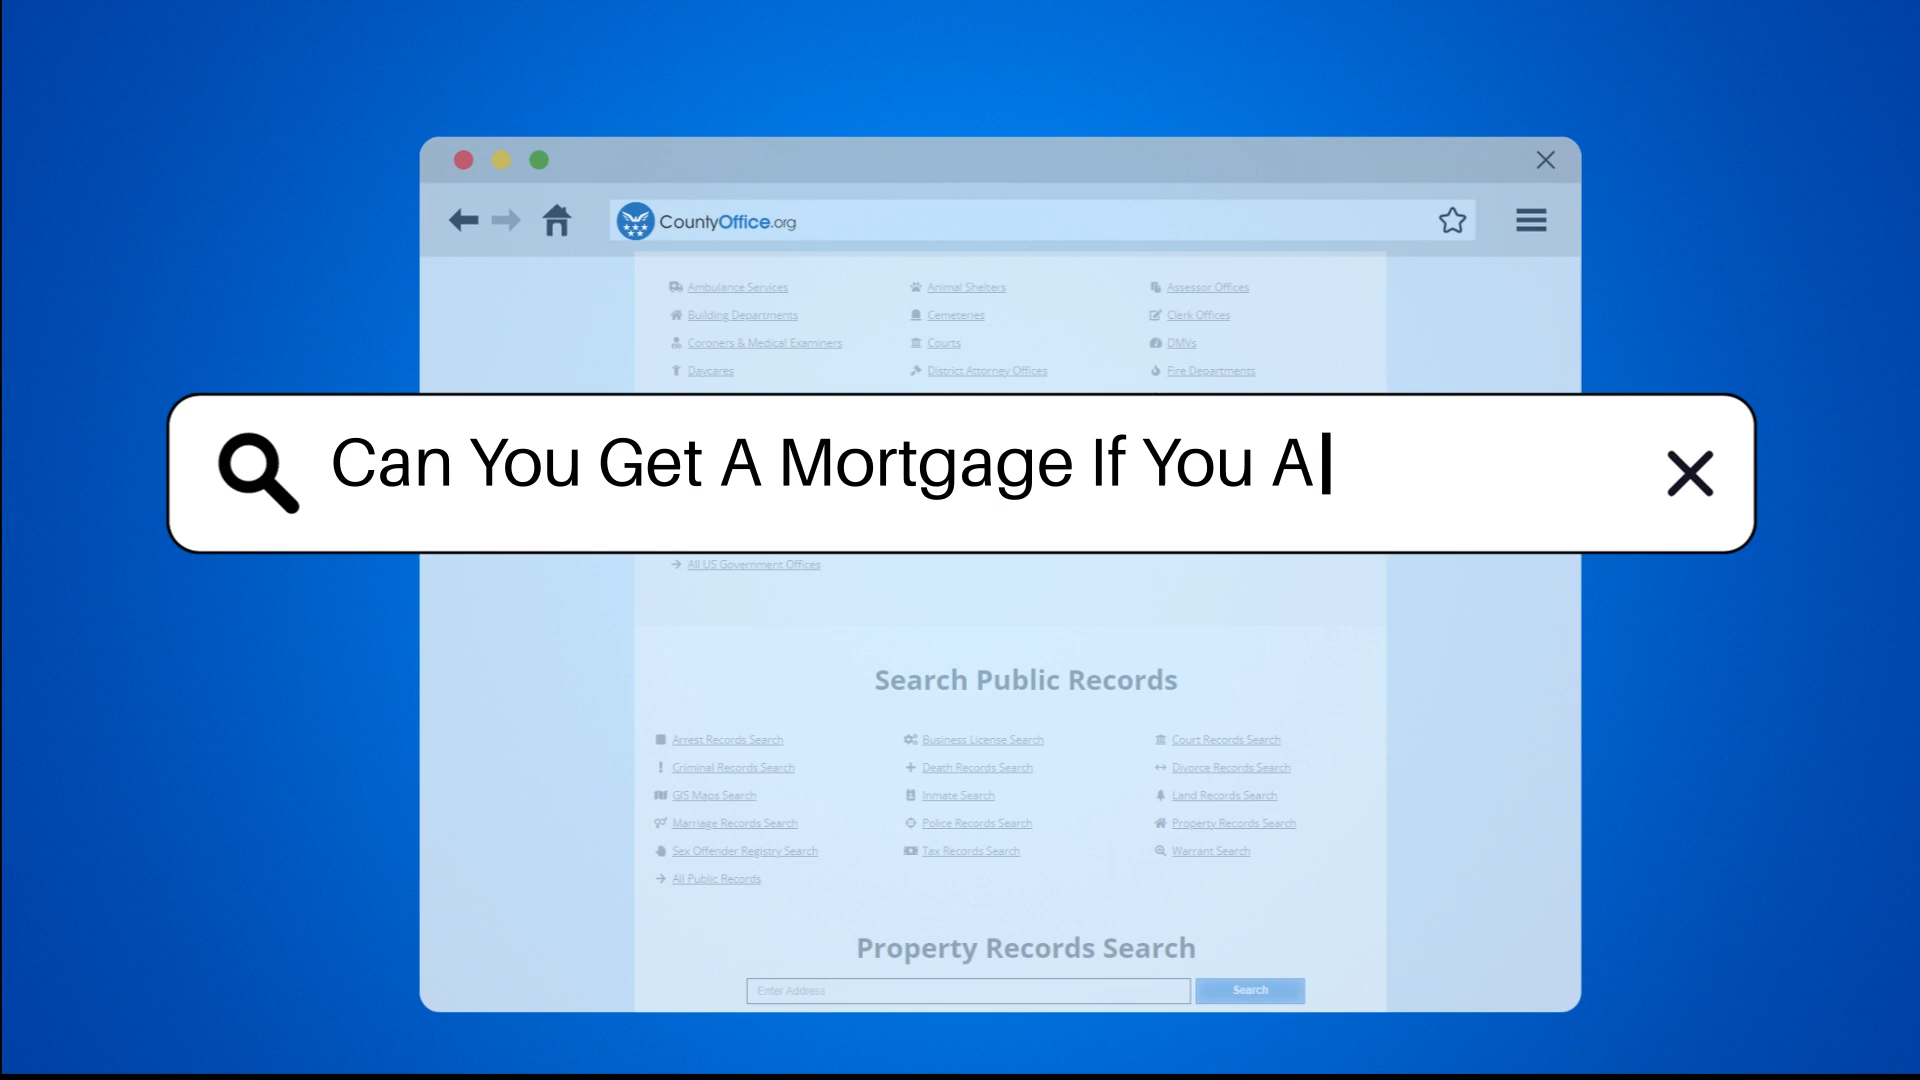 CountyOffice.org
Ambulance Services Animal Shelters Assessor Offices
Building Departments Cemeteries Clerk Offices
Coroners & Medical Examiners Courts DMVs
Daycares District Attorney Offices Fire Departments
Can You Get A Mortgage If You A
All US Government Offices
Search Public Records
Arrest Records Search Business License Search Court Records Search
Criminal Records Search Death Records Search Divorce Records Search
GIS Maps Search Inmate Search Land Records Search
Marriage Records Search Police Records Search Property Records Search
Sex Offender Registry Search Tax Records Search Warrant Search
All Public Records
Property Records Search
Enter Address Search